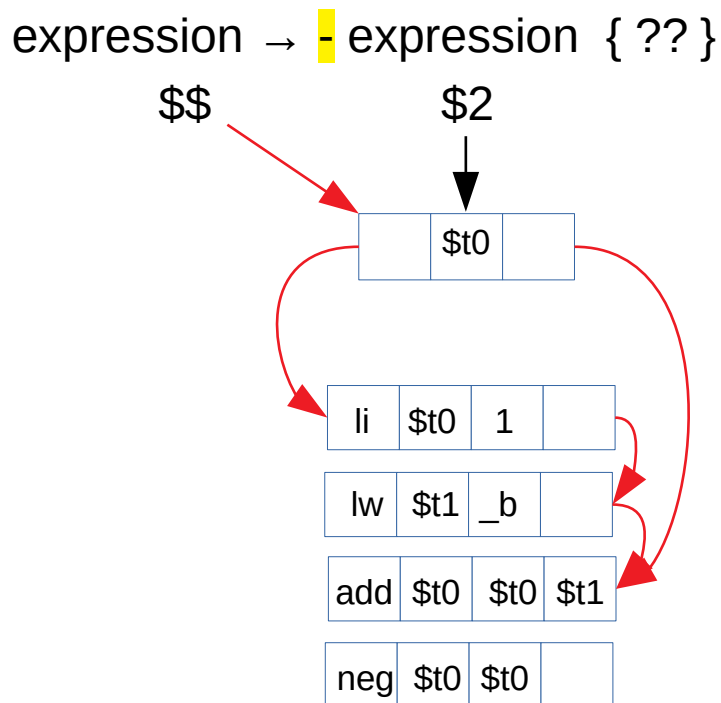 expression → - expression { ?? }
$$ $2
$t0
li $t0 1
lw $t1 _b
add $t0 $t0 $t1
neg $t0 $t0